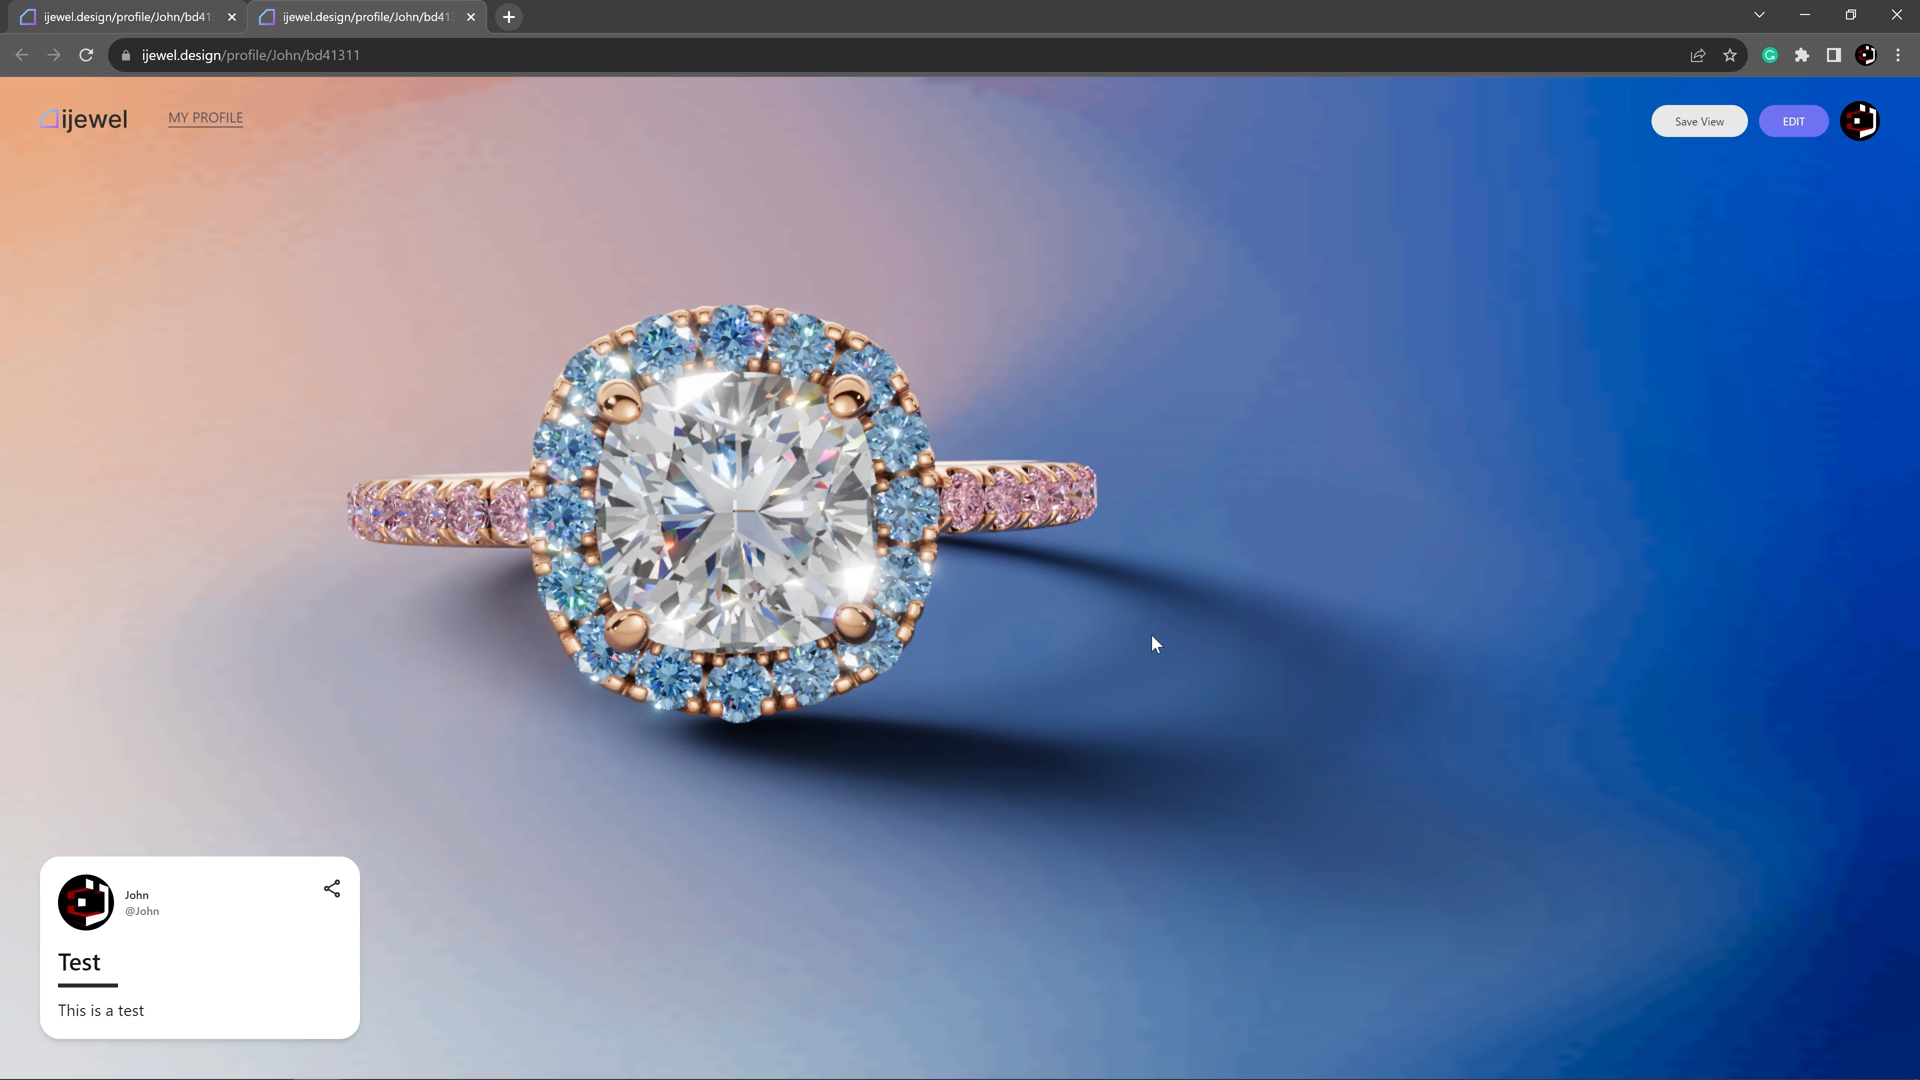 ijewel.design/profile/John/bd41
ijewel.design/profile/John/bd41
ijewel.design/profile/John/bd41311
ijewel
MY PROFILE
Save View
EDIT
John
@John
Test
This is a test